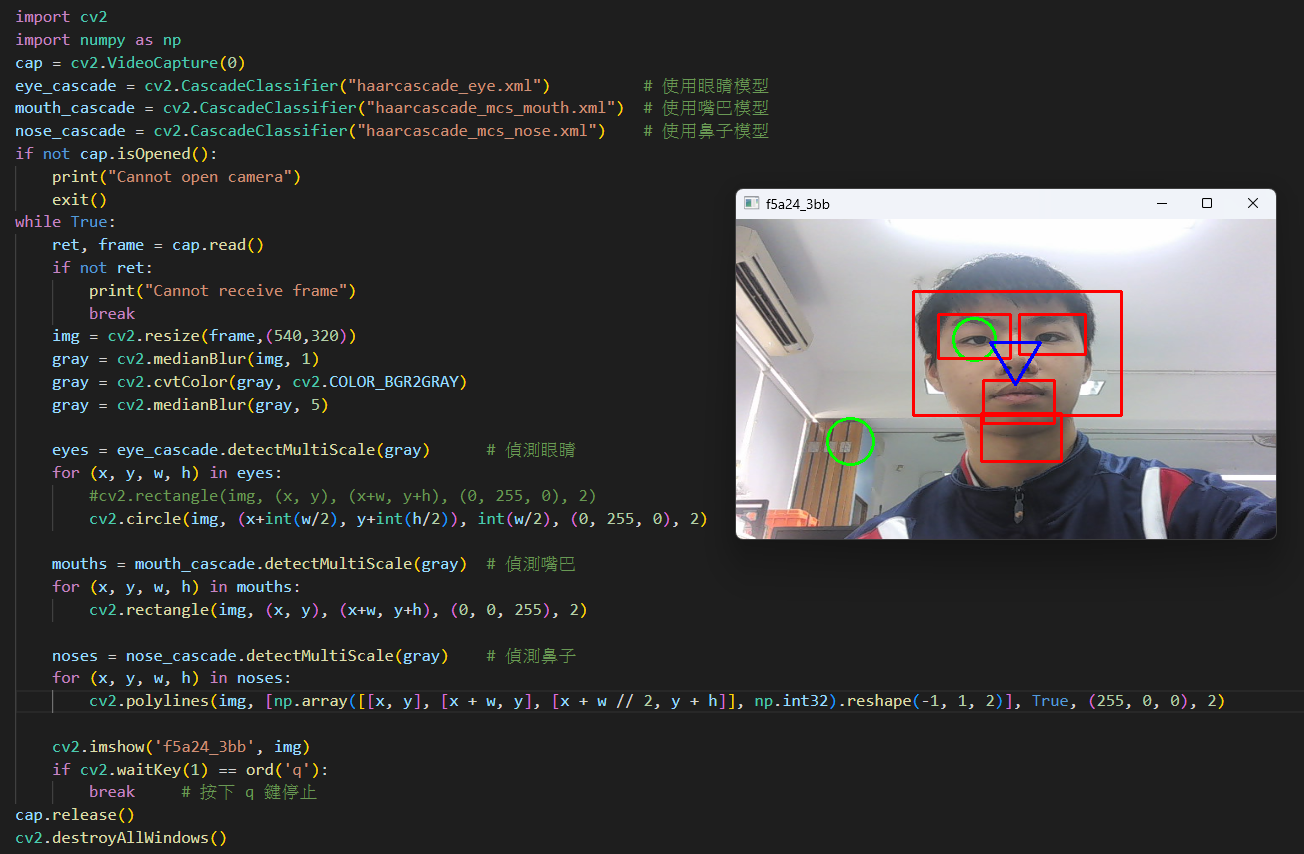 import cv2
import numpy as np
cap = cv2.VideoCapture(0)
eye_cascade = cv2.CascadeClassifier("haarcascade_eye.xml")          # 使用眼睛模型
mouth_cascade = cv2.CascadeClassifier("haarcascade_mcs_mouth.xml")  # 使用嘴巴模型
nose_cascade = cv2.CascadeClassifier("haarcascade_mcs_nose.xml")    # 使用鼻子模型
if not cap.isOpened():
    print("Cannot open camera")
    exit()
while True:
    ret, frame = cap.read()
    if not ret:
        print("Cannot receive frame")
        break
    img = cv2.resize(frame,(540,320))
    gray = cv2.medianBlur(img, 1)
    gray = cv2.cvtColor(gray, cv2.COLOR_BGR2GRAY)
    gray = cv2.medianBlur(gray, 5)
    eyes = eye_cascade.detectMultiScale(gray)      # 偵測眼睛
    for (x, y, w, h) in eyes:
        #cv2.rectangle(img, (x, y), (x+w, y+h), (0, 255, 0), 2)
        cv2.circle(img, (x+int(w/2), y+int(h/2)), int(w/2), (0, 255, 0), 2)
    mouths = mouth_cascade.detectMultiScale(gray)  # 偵測嘴巴
    for (x, y, w, h) in mouths:
        cv2.rectangle(img, (x, y), (x+w, y+h), (0, 0, 255), 2)
    noses = nose_cascade.detectMultiScale(gray)    # 偵測鼻子
    for (x, y, w, h) in noses:
        cv2.polylines(img, [np.array([[x, y], [x + w, y], [x + w // 2, y + h]], np.int32).reshape(-1, 1, 2)], True, (255, 0, 0), 2)
    cv2.imshow('f5a24_3bb', img)
    if cv2.waitKey(1) == ord('q'):
        break     # 按下 q 鍵停止
cap.release()
cv2.destroyAllWindows()
f5a24_3bb